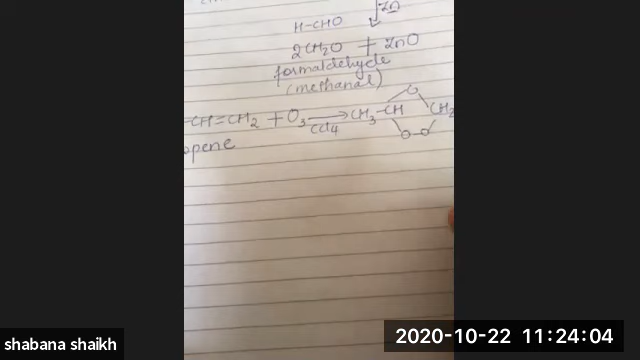 Zn
H-CHO
2CH2O + ZnO
formaldehyde
(methanal)
-CH=CH2 + O3 → CH3-CH O CH2
CCl4 O-O
opene
shabana shaikh
2020-10-22 11:24:04